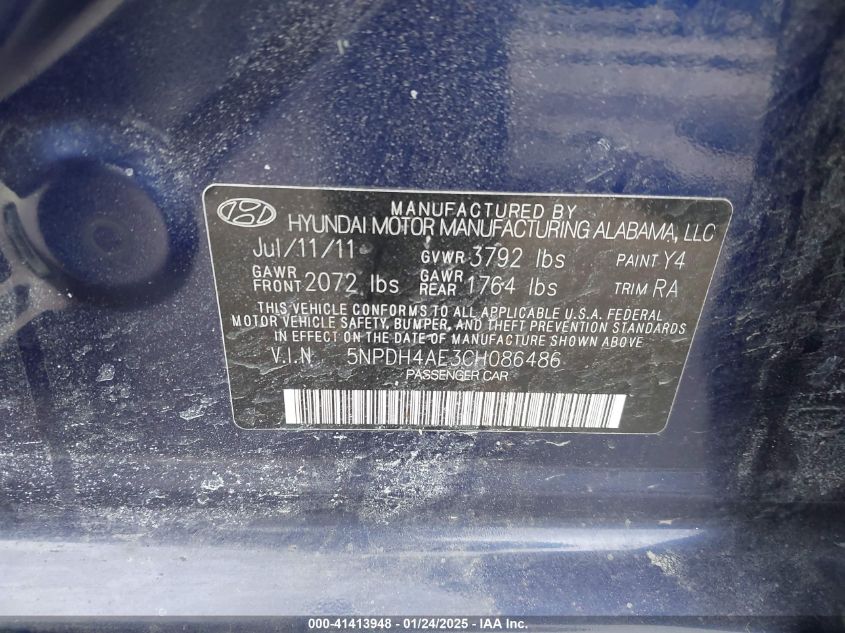 MANUFACTURED BY
HYUNDAI MOTOR MANUFACTURING ALABAMA, LLC
Jul/11/11 GVWR 3792 lbs PAINT Y4
GAWR FRONT 2072 lbs GAWR REAR 1764 lbs TRIM RA
THIS VEHICLE CONFORMS TO ALL APPLICABLE U.S.A. FEDERAL
MOTOR VEHICLE SAFETY, BUMPER, AND THEFT PREVENTION STANDARDS
IN EFFECT ON THE DATE OF MANUFACTURE SHOWN ABOVE
V.I.N 5NPDH4AE3CH086486
PASSENGER CAR
000-41413948 - 01/24/2025 - IAA Inc.